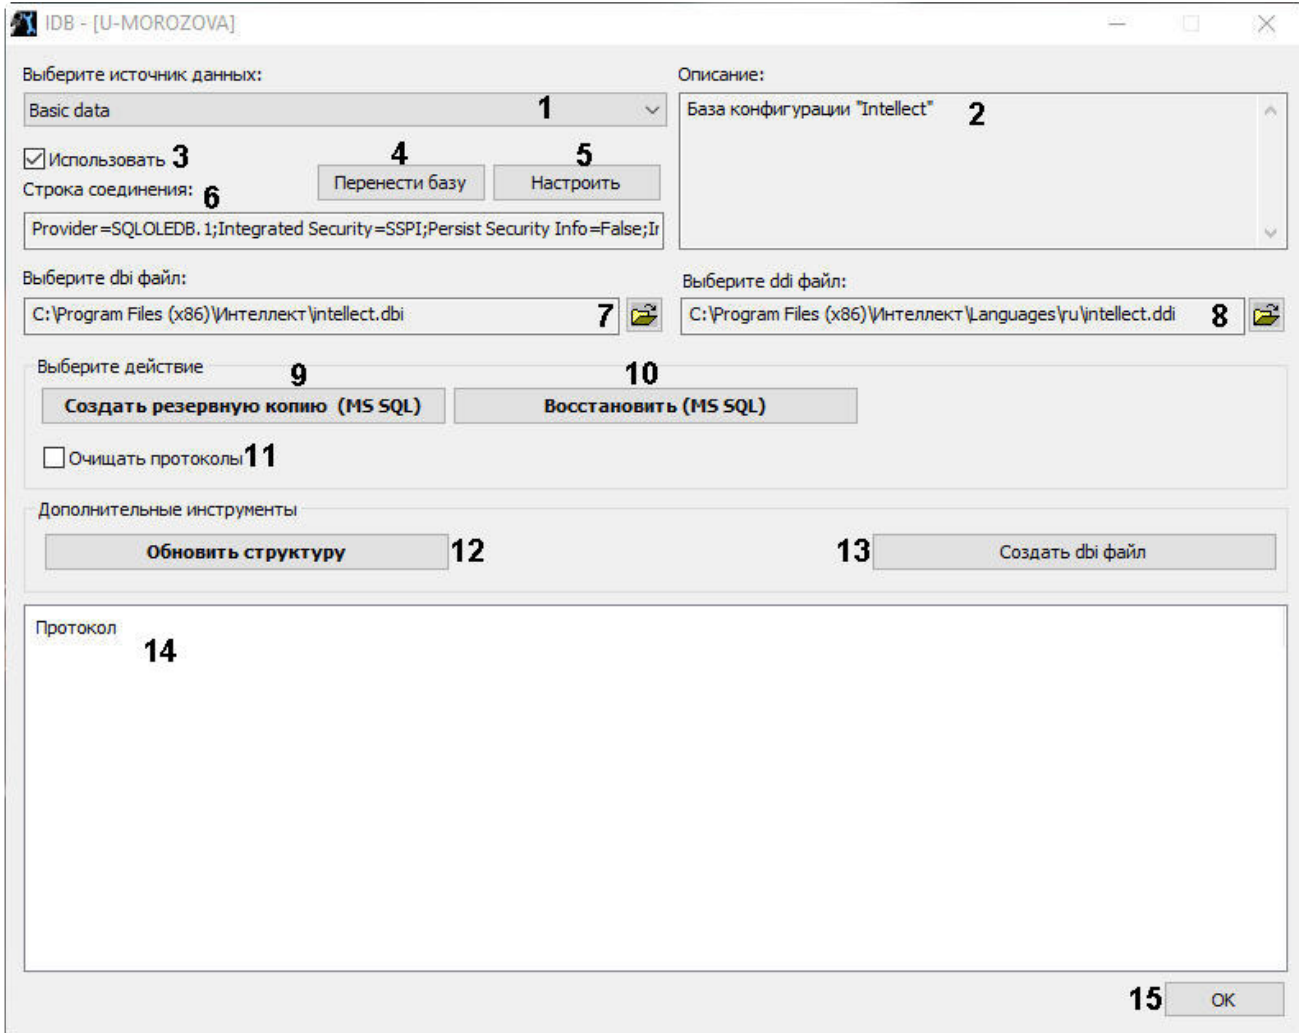 IDB - [U-MOROZOVA]
Выберите источник данных:
Описание:
Basic data
1
База конфигурации "Intellect"
2
Использовать
3
4
5
Строка соединения:
6
Перенести базу
Настроить
Provider=SQLOLEDB.1;Integrated Security=SSPI;Persist Security Info=False;Ir
Выберите dbi файл:
Выберите ddi файл:
C:\Program Files (x86)\Интеллект\intellect.dbi
7
C:\Program Files (x86)\Интеллект\Languages\ru\intellect.ddi
8
Выберите действие
9
10
Создать резервную копию (MS SQL)
Восстановить (MS SQL)
Очищать протоколы
11
Дополнительные инструменты
Обновить структуру
12
13
Создать dbi файл
Протокол
14
15
OK